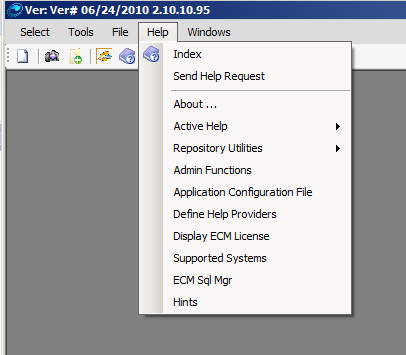 Ver: Ver# 06/24/2010 2.10.10.95
Select Tools File Help Windows
Index
Send Help Request
About ...
Active Help
Repository Utilities
Admin Functions
Application Configuration File
Define Help Providers
Display ECM License
Supported Systems
ECM Sql Mgr
Hints